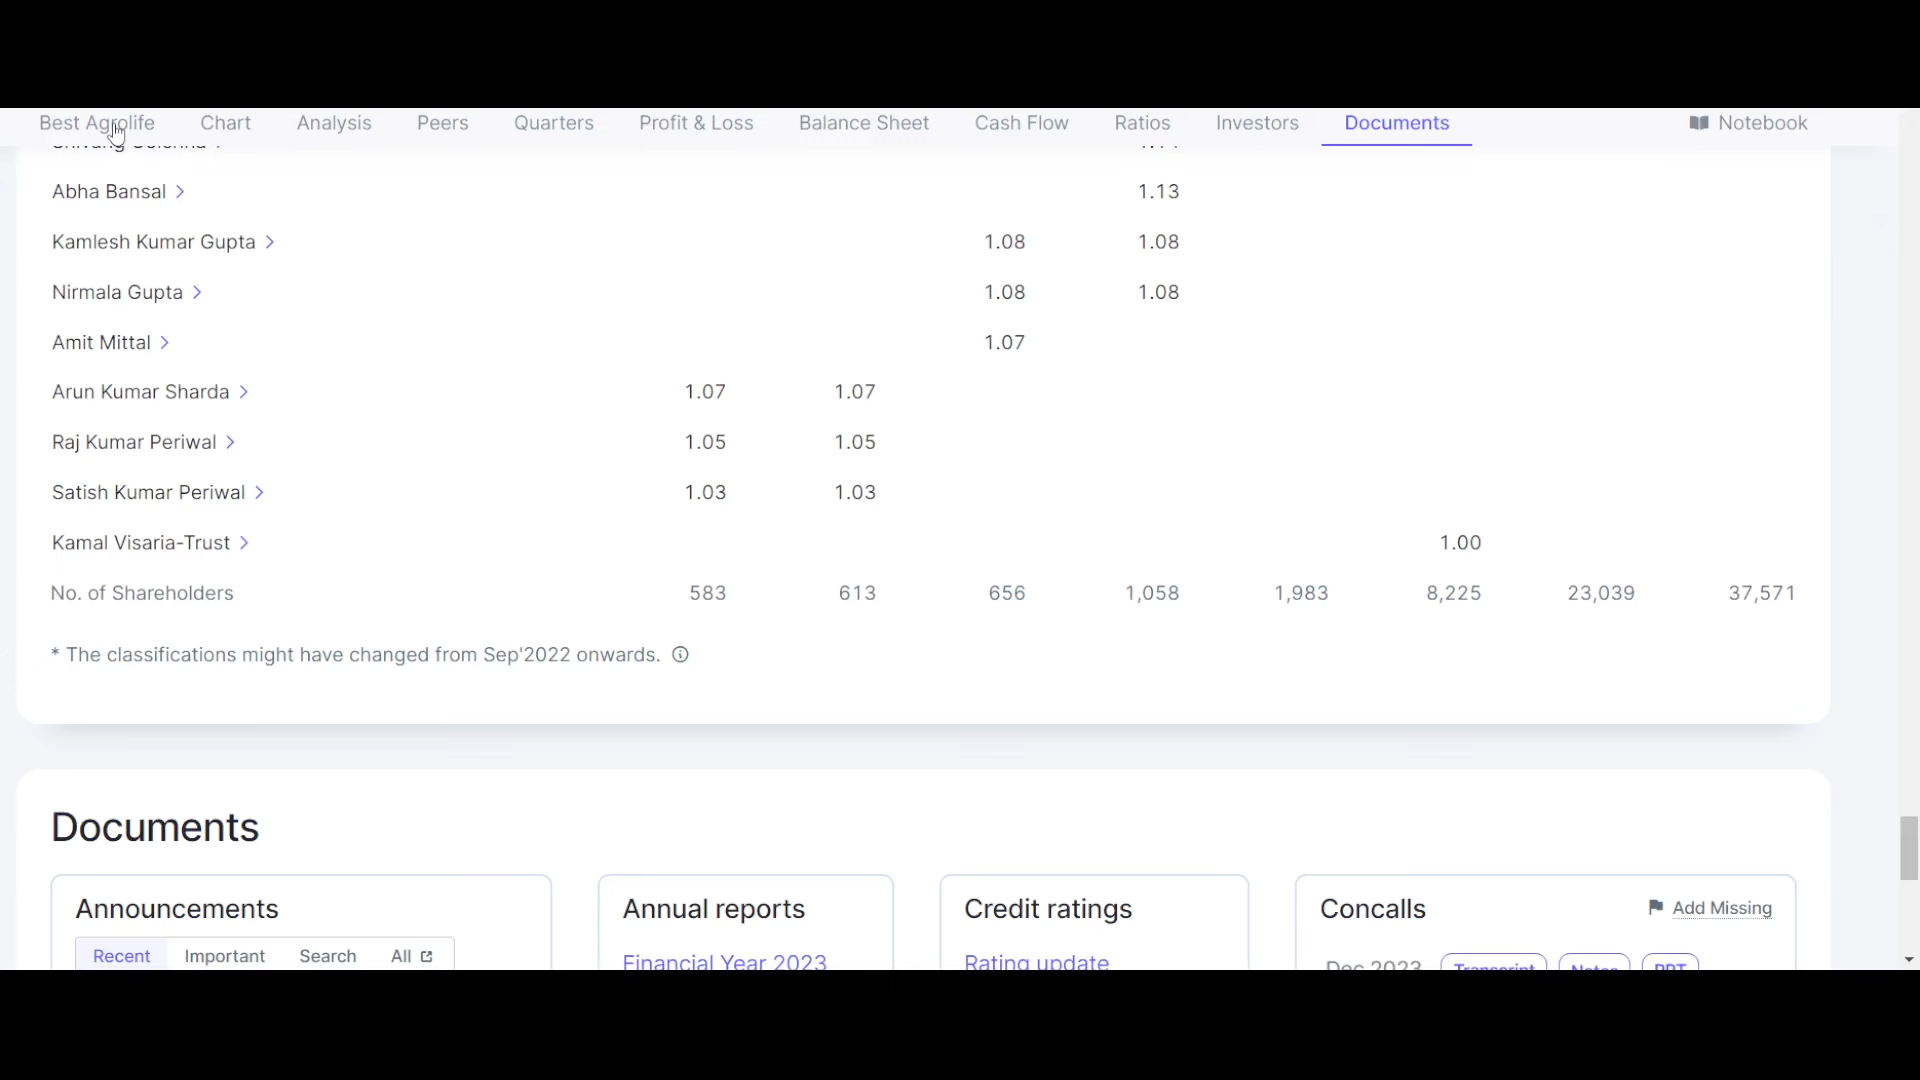 Best Agrolife Chart Analysis Peers Quarters Profit & Loss Balance Sheet Cash Flow Ratios Investors Documents Notebook
Abha Bansal 1.13
Kamlesh Kumar Gupta 1.08 1.08
Nirmala Gupta 1.08 1.08
Amit Mittal 1.07
Arun Kumar Sharda 1.07 1.07
Raj Kumar Periwal 1.05 1.05
Satish Kumar Periwal 1.03 1.03
Kamal Visaria-Trust 1.00
No. of Shareholders 583 613 656 1,058 1,983 8,225 23,039 37,571
* The classifications might have changed from Sep'2022 onwards.
Documents
Announcements Annual reports Credit ratings Concalls Add Missing
Recent Important Search All Financial Year 2023 Rating update Dec 2023 Transcript Notes PPT